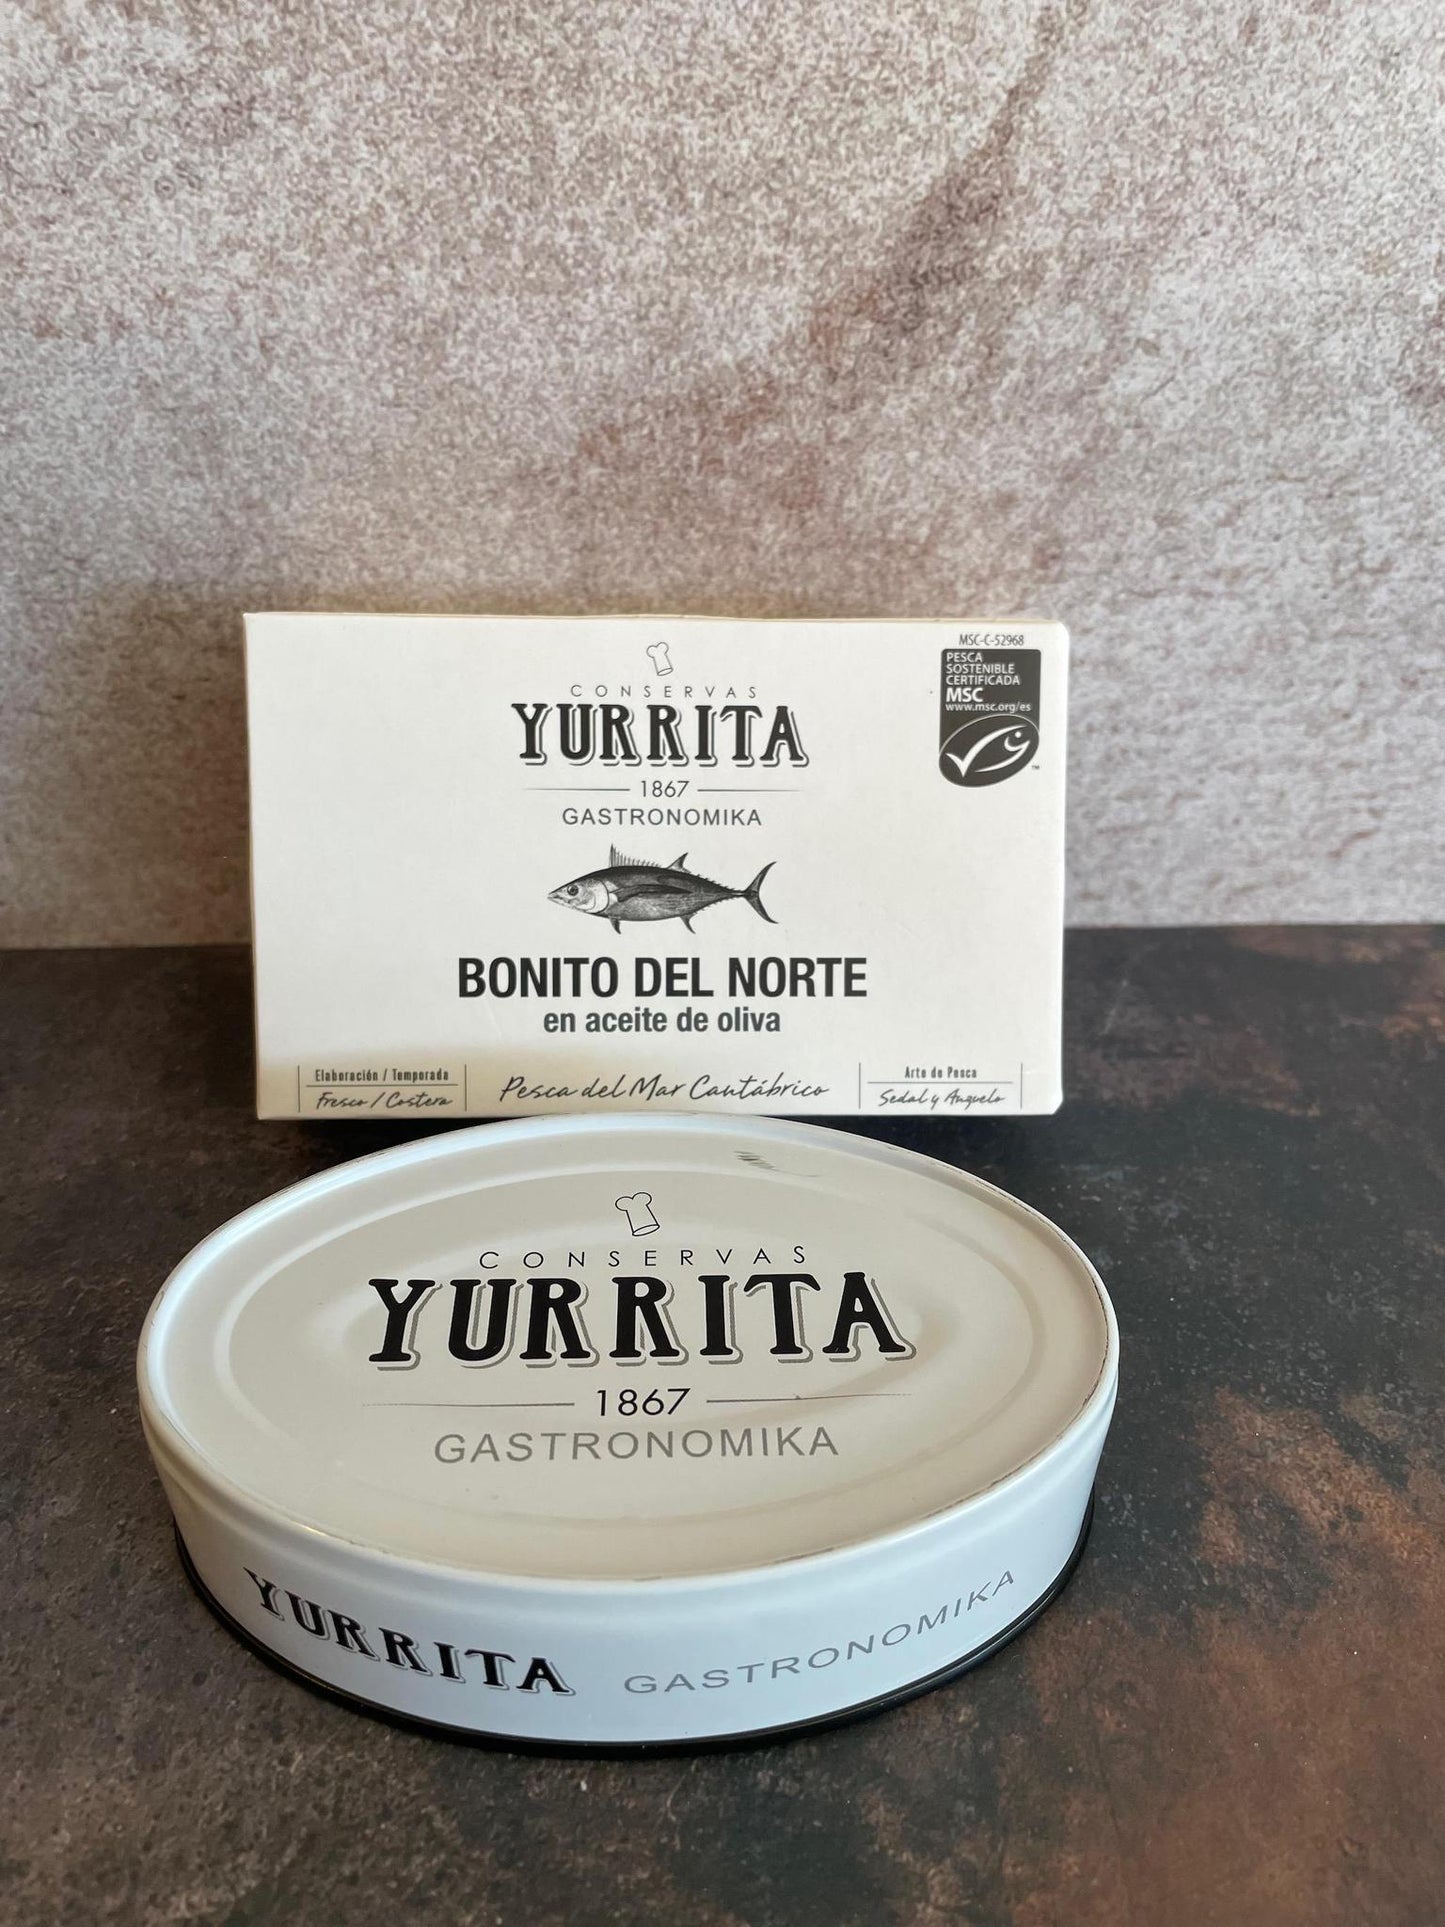 MSC-C-52968
PESCA
SOSTENIBLE
CERTIFICADA
MSC
www.msc.org/es
TM
CONSERVAS
YURRITA
1867
GASTRONOMIKA
BONITO DEL NORTE
en aceite de oliva
Elaboración / Temporada
Fresco / Costera
Pesca del Mar Cantábrico
Arte de Pesca
Sedal y Anzuelo
CONSERVAS
YURRITA
1867
GASTRONOMIKA
YURRITA GASTRONOMIKA